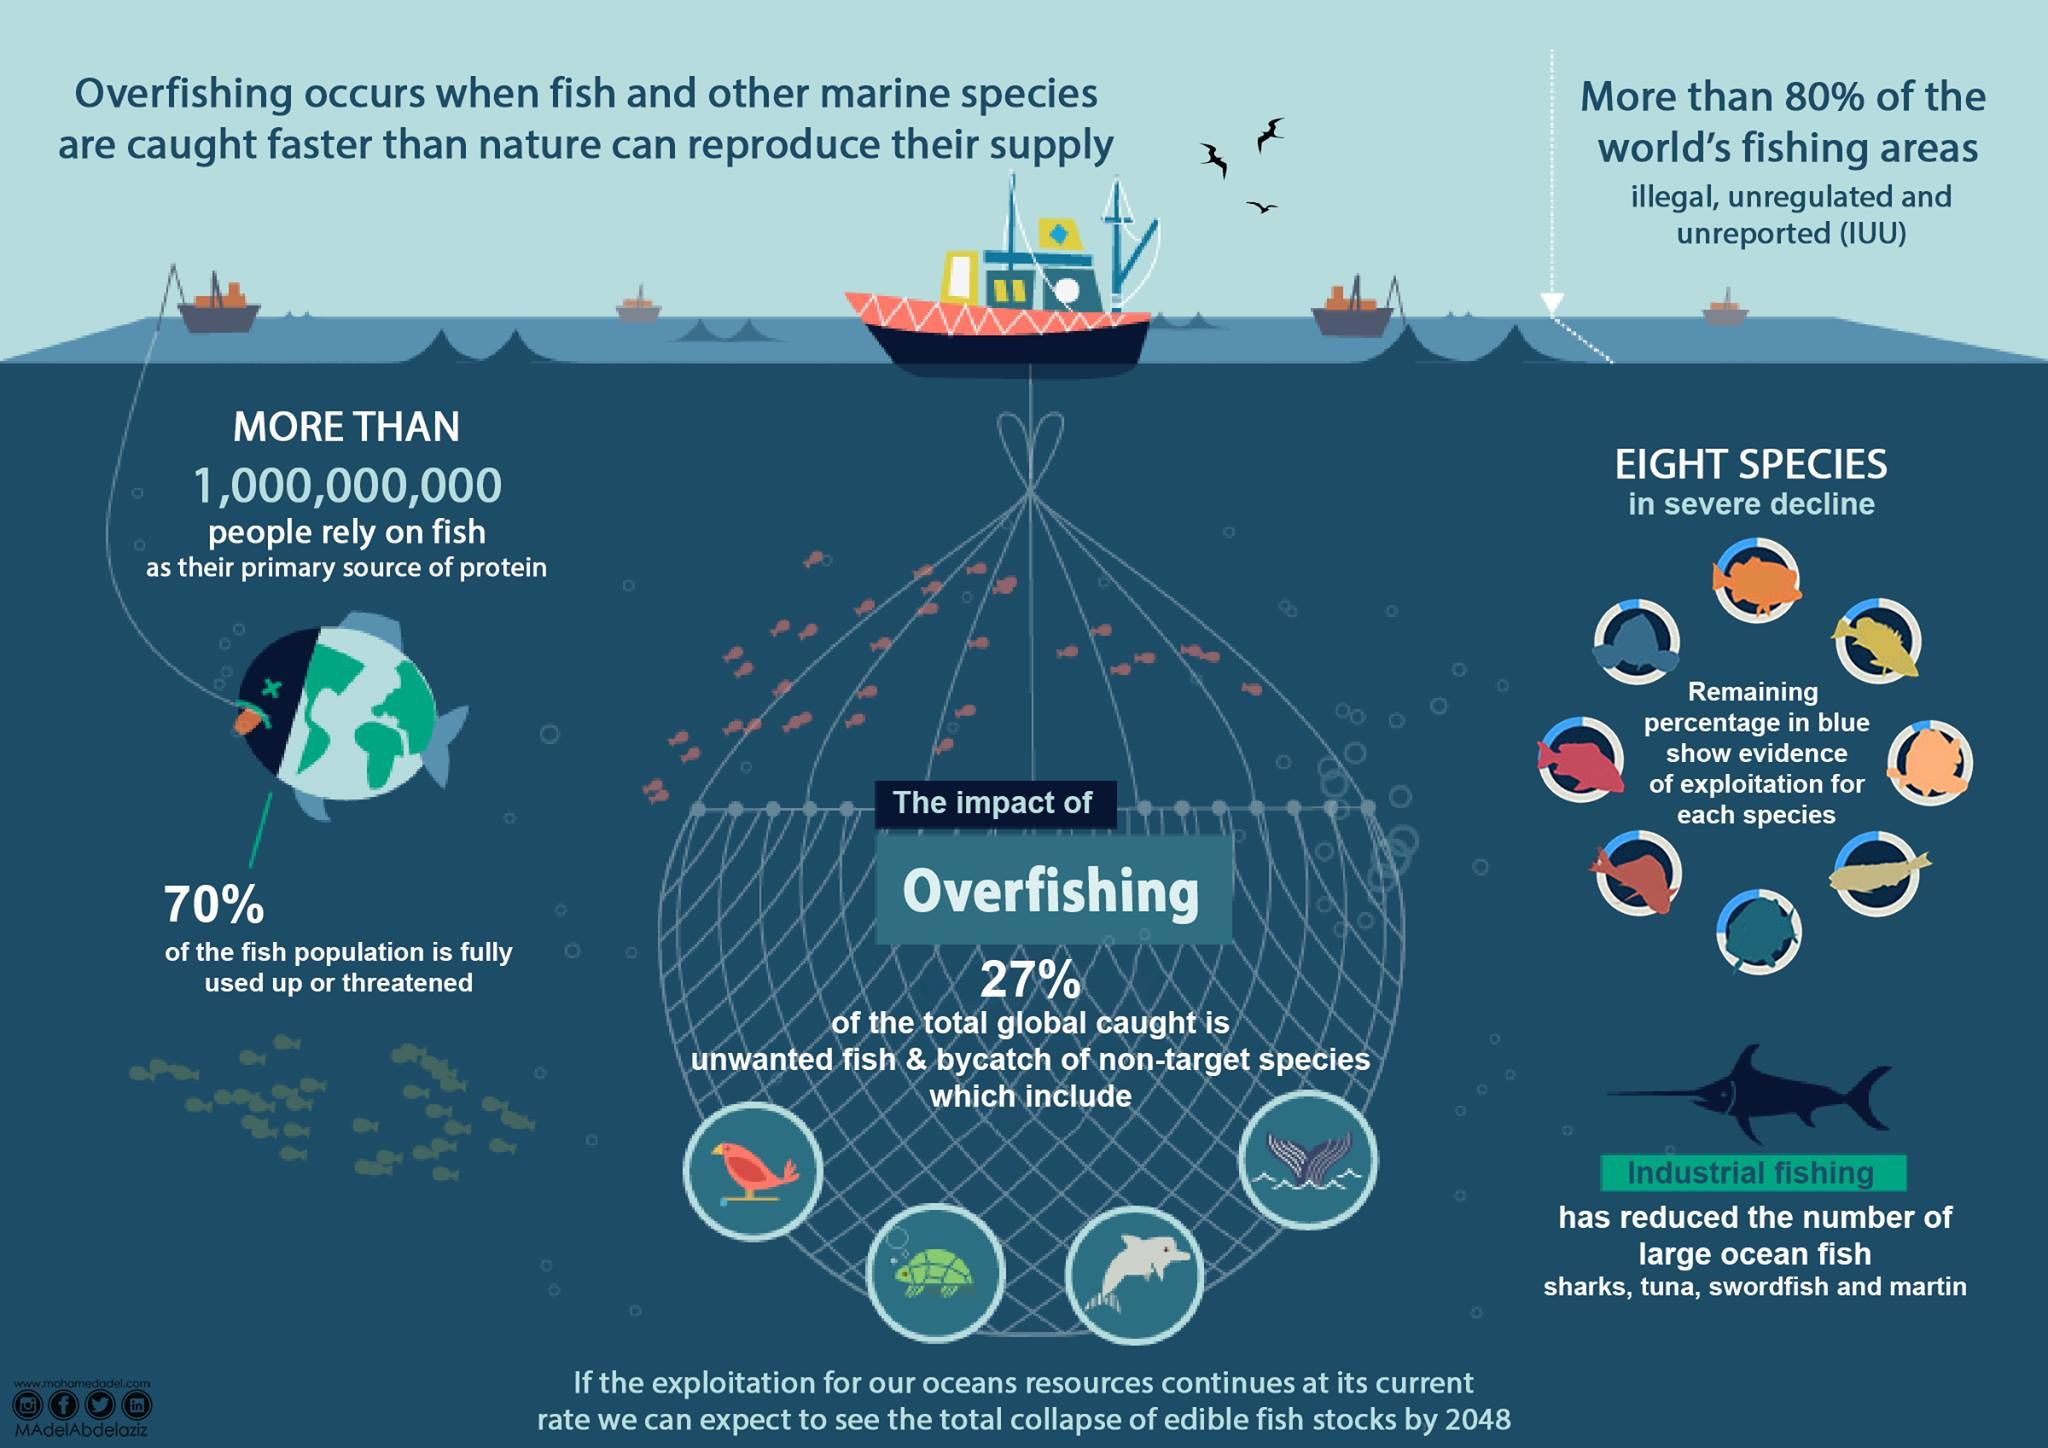 Overfishing occurs when fish and other marine species
are caught faster than nature can reproduce their supply
More than 80% of the
world's fishing areas
illegal, unregulated and
unreported (IUU)
MORE THAN
1,000,000,000
people rely on fish
as their primary source of protein
70%
of the fish population is fully
used up or threatened
The impact of
Overfishing
27%
of the total global caught is
unwanted fish & bycatch of non-target species
which include
EIGHT SPECIES
in severe decline
Remaining
percentage in blue
show evidence
of exploitation for
each species
Industrial fishing
has reduced the number of
large ocean fish
sharks, tuna, swordfish and martin
If the exploitation for our oceans resources continues at its current
rate we can expect to see the total collapse of edible fish stocks by 2048
www.mohamedadel.com
MAdelAbdelaziz